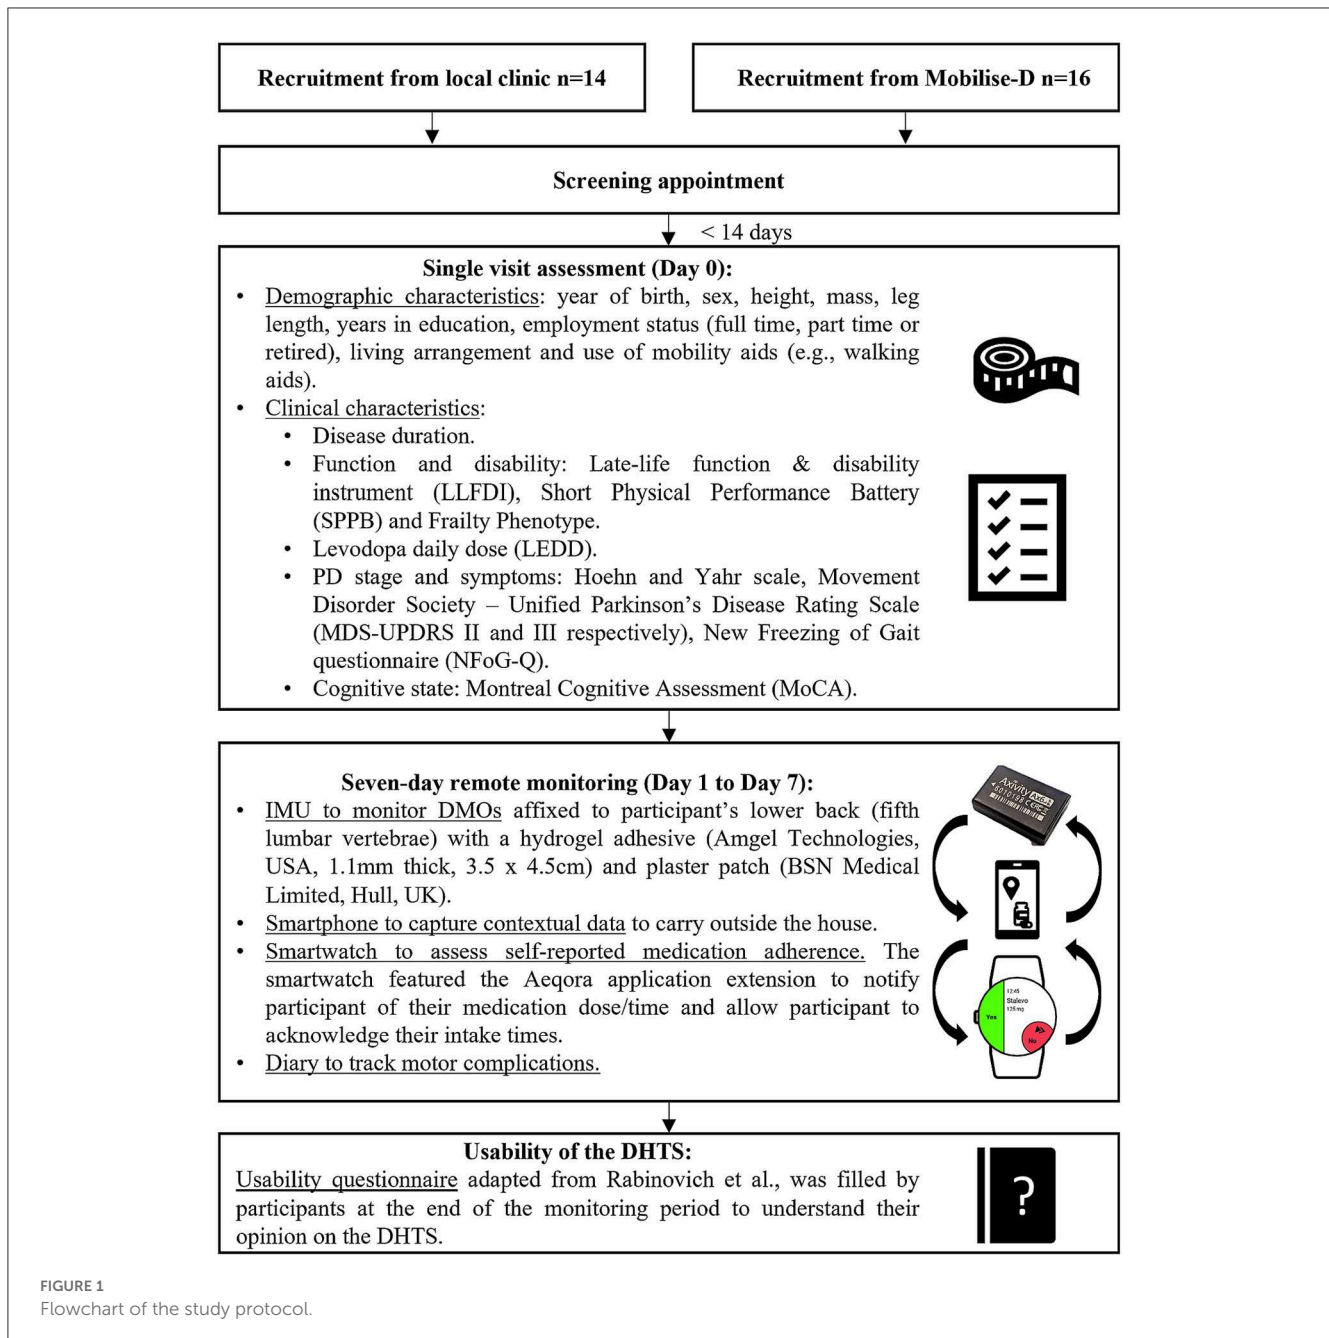 Recruitment from local clinic n=14
Recruitment from Mobilise-D n=16
Screening appointment
< 14 days
Single visit assessment (Day 0):
• Demographic characteristics: year of birth, sex, height, mass, leg
length, years in education, employment status (full time, part time or
retired), living arrangement and use of mobility aids (e.g., walking
aids).
• Clinical characteristics:
• Disease duration.
• Function and disability: Late-life function & disability
instrument (LLFDI), Short Physical Performance Battery
(SPPB) and Frailty Phenotype.
• Levodopa daily dose (LEDD).
• PD stage and symptoms: Hoehn and Yahr scale, Movement
Disorder Society – Unified Parkinson’s Disease Rating Scale
(MDS-UPDRS II and III respectively), New Freezing of Gait
questionnaire (NFoG-Q).
• Cognitive state: Montreal Cognitive Assessment (MoCA).
Seven-day remote monitoring (Day 1 to Day 7):
• IMU to monitor DMOs affixed to participant’s lower back (fifth
lumbar vertebrae) with a hydrogel adhesive (Amgel Technologies,
USA, 1.1mm thick, 3.5 x 4.5cm) and plaster patch (BSN Medical
Limited, Hull, UK).
• Smartphone to capture contextual data to carry outside the house.
• Smartwatch to assess self-reported medication adherence. The
smartwatch featured the Aeqora application extension to notify
participant of their medication dose/time and allow participant to
acknowledge their intake times.
• Diary to track motor complications.
Axivity
12:45
Stalevo
125mg
Yes
No
Usability of the DHTS:
Usability questionnaire adapted from Rabinovich et al., was filled by
participants at the end of the monitoring period to understand their
opinion on the DHTS.
?
FIGURE 1
Flowchart of the study protocol.